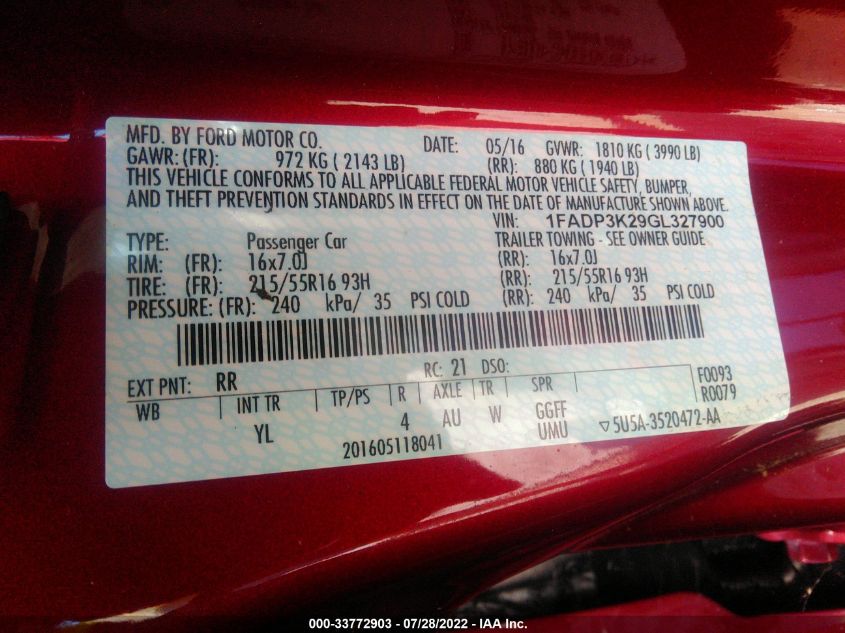 MFD. BY FORD MOTOR CO. DATE: 05/16 GVWR: 1810 KG ( 3990 LB)
GAWR: (FR): 972 KG ( 2143 LB) (RR): 880 KG ( 1940 LB)
THIS VEHICLE CONFORMS TO ALL APPLICABLE FEDERAL MOTOR VEHICLE SAFETY, BUMPER,
AND THEFT PREVENTION STANDARDS IN EFFECT ON THE DATE OF MANUFACTURE SHOWN ABOVE.
VIN: 1FADP3K29GL327900
TYPE: Passenger Car TRAILER TOWING - SEE OWNER GUIDE
RIM: (FR): 16x7.0J (RR): 16x7.0J
TIRE: (FR): 215/55R16 93H (RR): 215/55R16 93H
PRESSURE: (FR): 240 kPa/ 35 PSI COLD (RR): 240 kPa/ 35 PSI COLD
EXT PNT: RR RC: 21 DSO: F0093
R0079
WB INT TR TP/PS R AXLE TR SPR
YL 4 AU W GGFF
UMU
▽5U5A-3520472-AA
201605118041
000-33772903 - 07/28/2022 - IAA Inc.